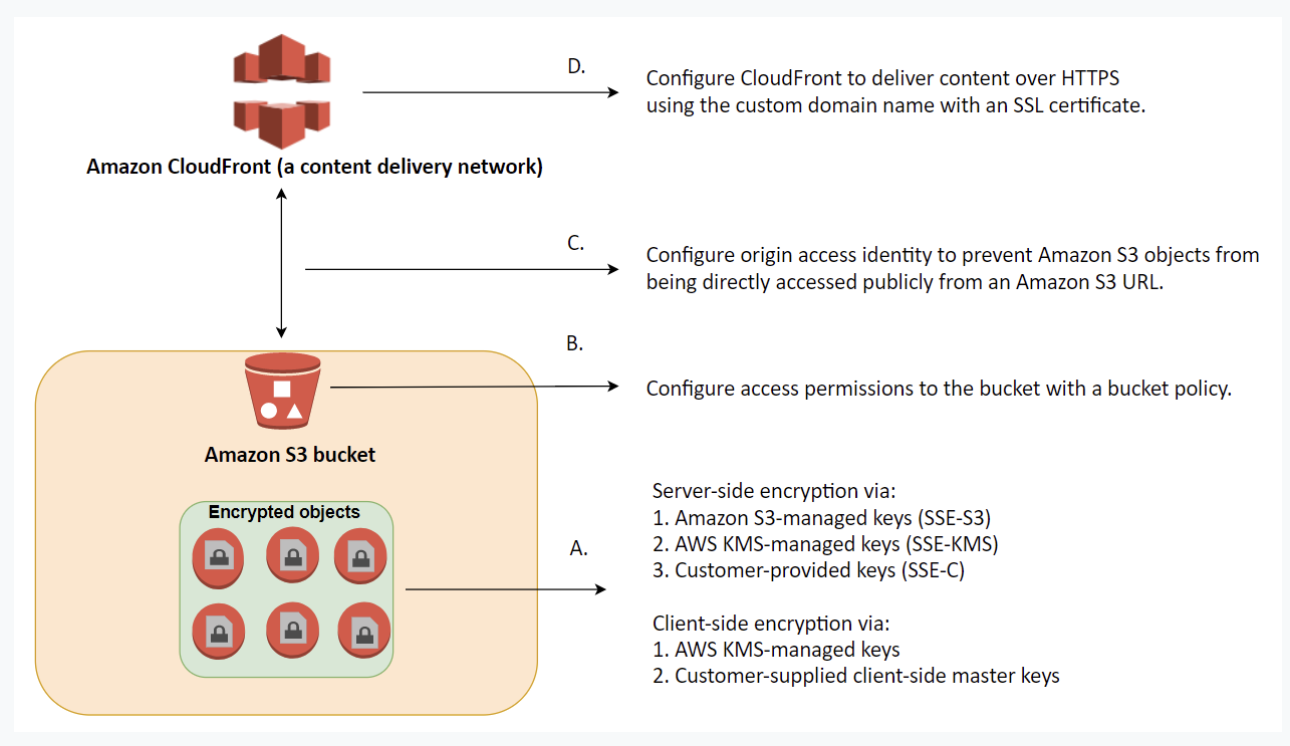 D.
Configure CloudFront to deliver content over HTTPS
using the custom domain name with an SSL certificate.
Amazon CloudFront (a content delivery network)
C.
Configure origin access identity to prevent Amazon S3 objects from
being directly accessed publicly from an Amazon S3 URL.
B.
Configure access permissions to the bucket with a bucket policy.
Amazon S3 bucket
Encrypted objects
A.
Server-side encryption via:
1. Amazon S3-managed keys (SSE-S3)
2. AWS KMS-managed keys (SSE-KMS)
3. Customer-provided keys (SSE-C)
Client-side encryption via:
1. AWS KMS-managed keys
2. Customer-supplied client-side master keys